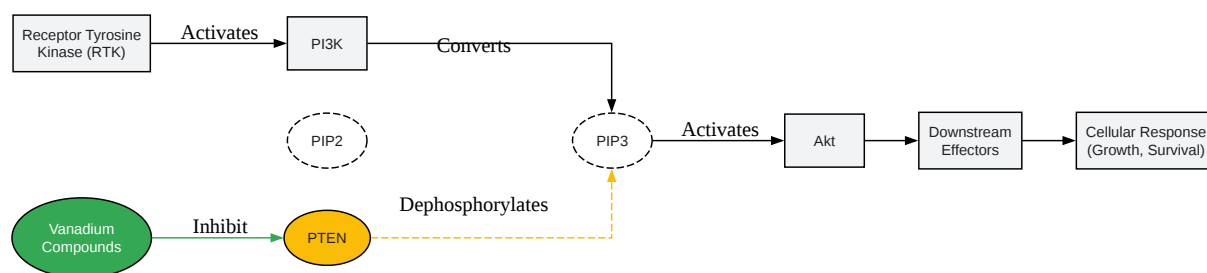 Receptor Tyrosine
Kinase (RTK)
Activates
PI3K
Converts
PIP2
PIP3
Activates
Akt
Downstream
Effectors
Cellular Response
(Growth, Survival)
Vanadium
Compounds
Inhibit
PTEN
Dephosphorylates